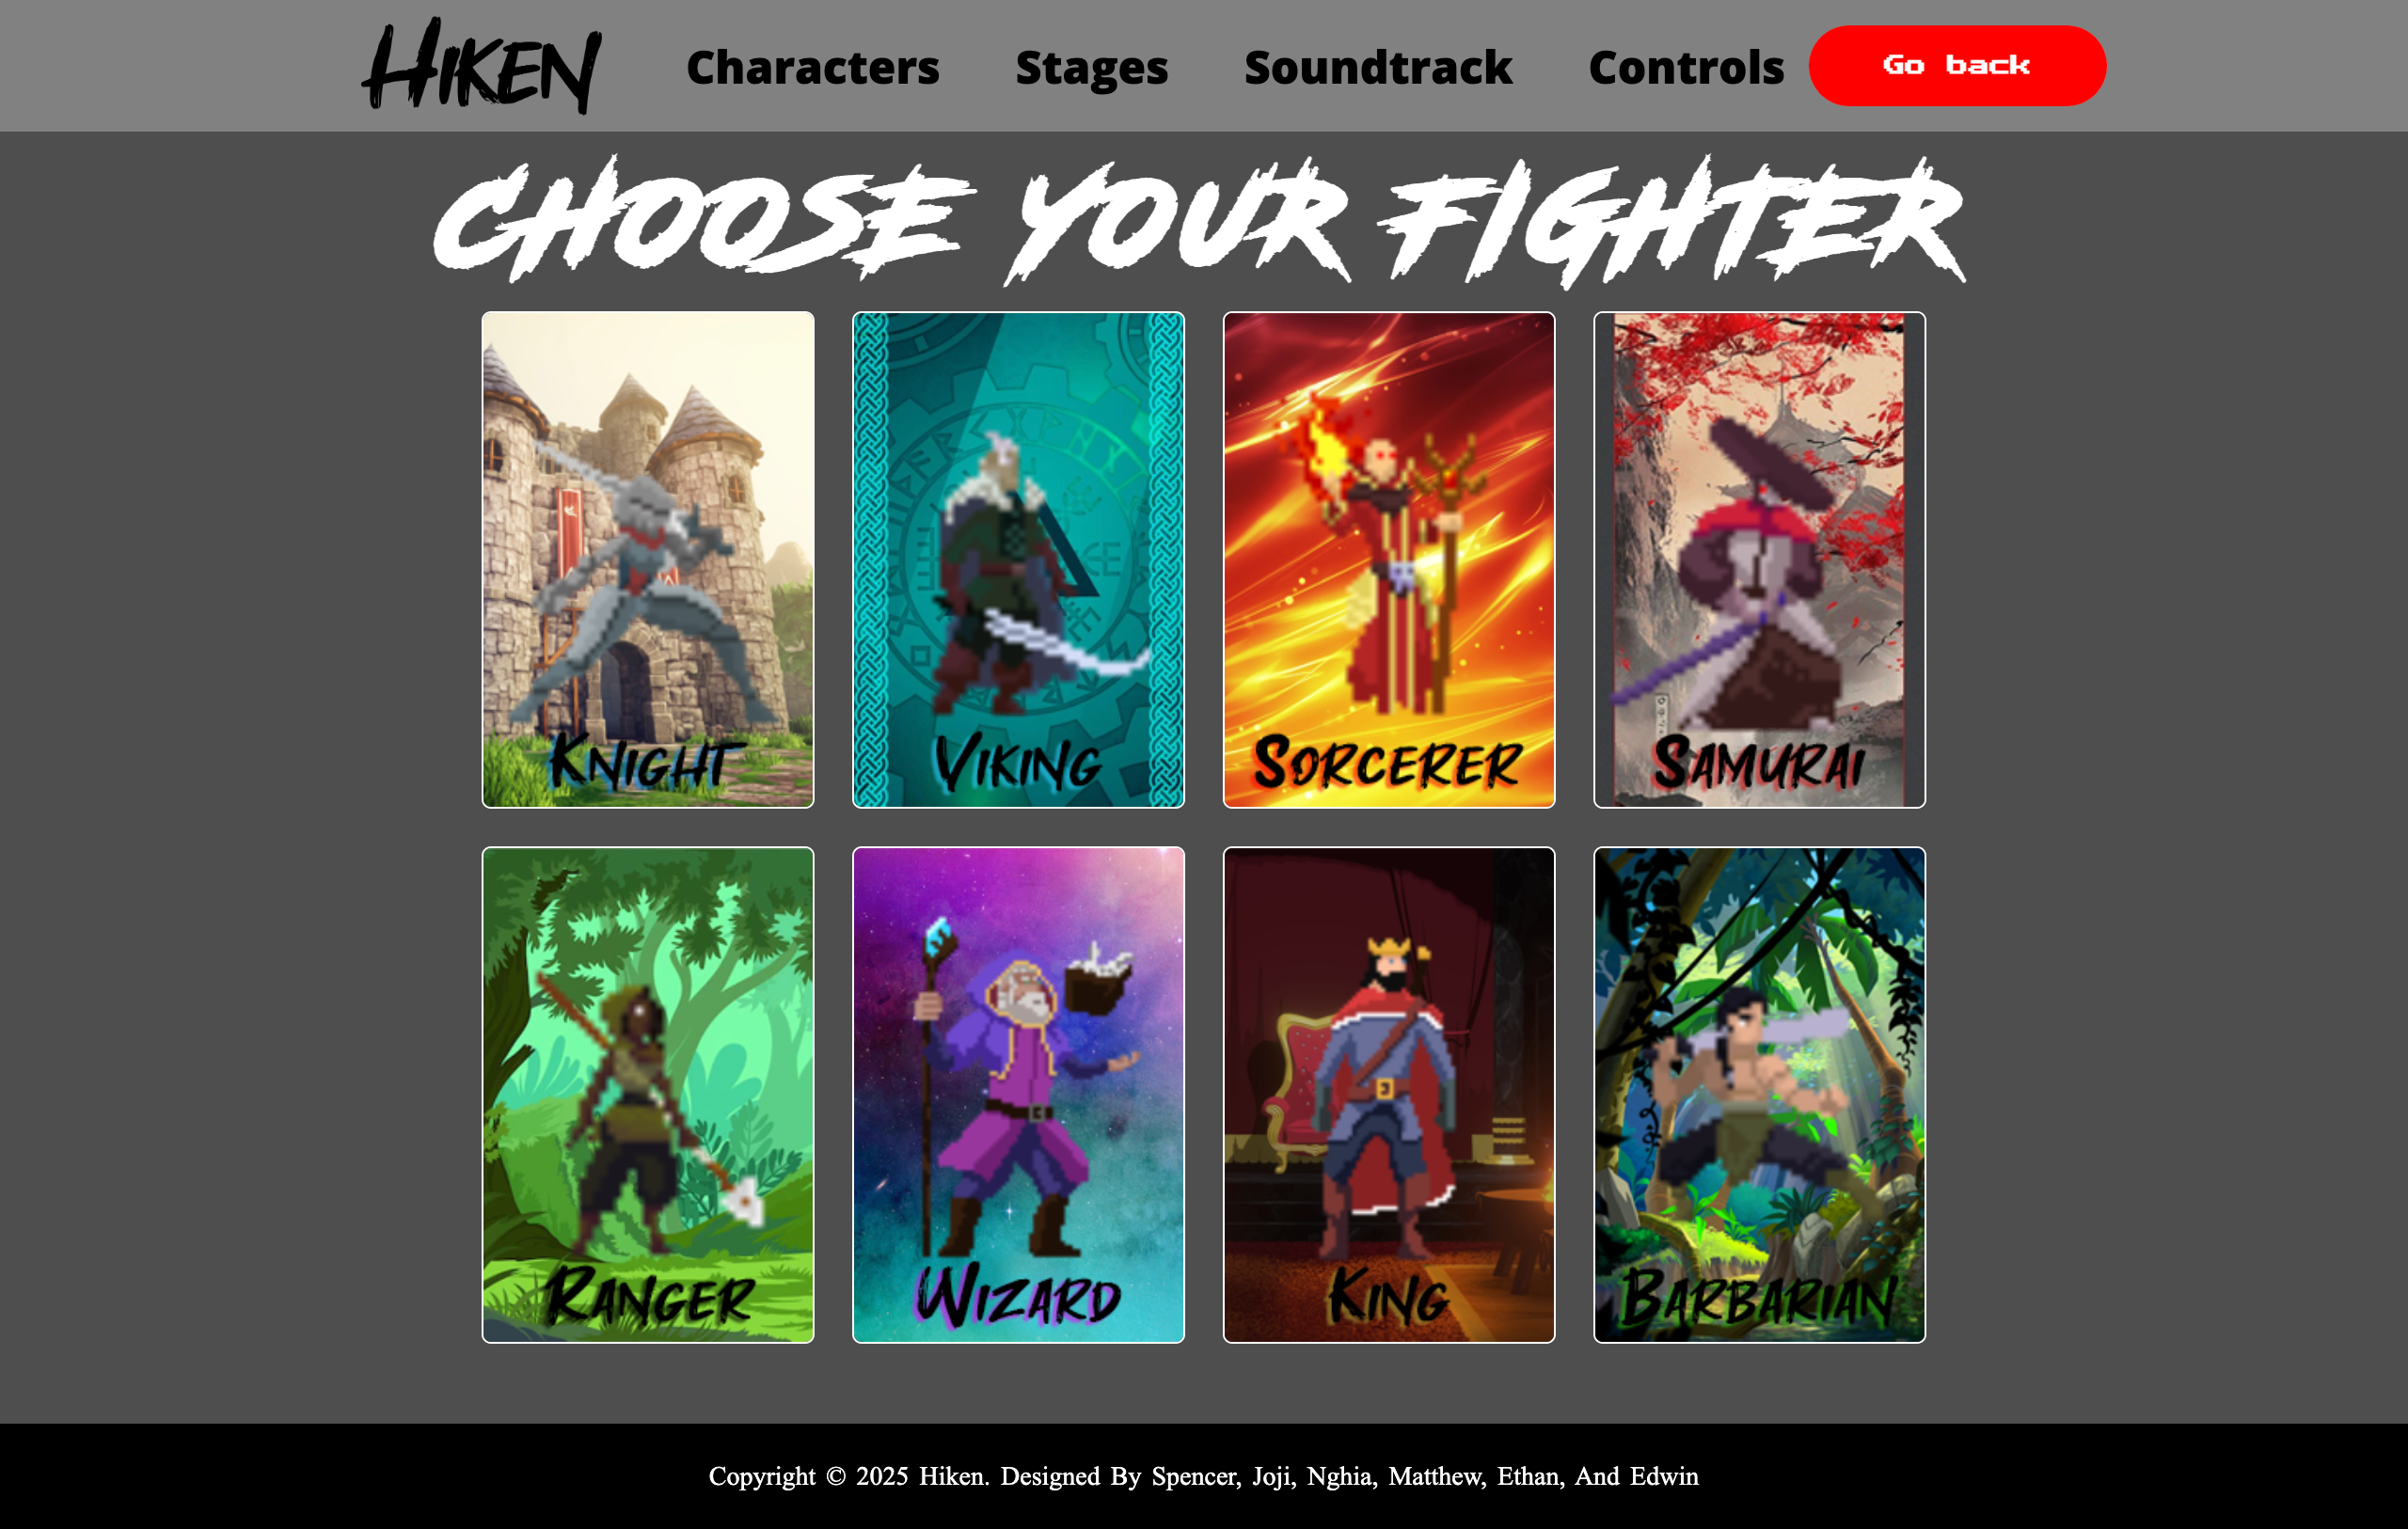 Hiken Characters Stages Soundtrack Controls Go back
CHOOSE YOUR FIGHTER
Knight Viking Sorcerer Samurai
Ranger Wizard King Barbarian
Copyright © 2025 Hiken. Designed By Spencer, Joji, Nghia, Matthew, Ethan, And Edwin